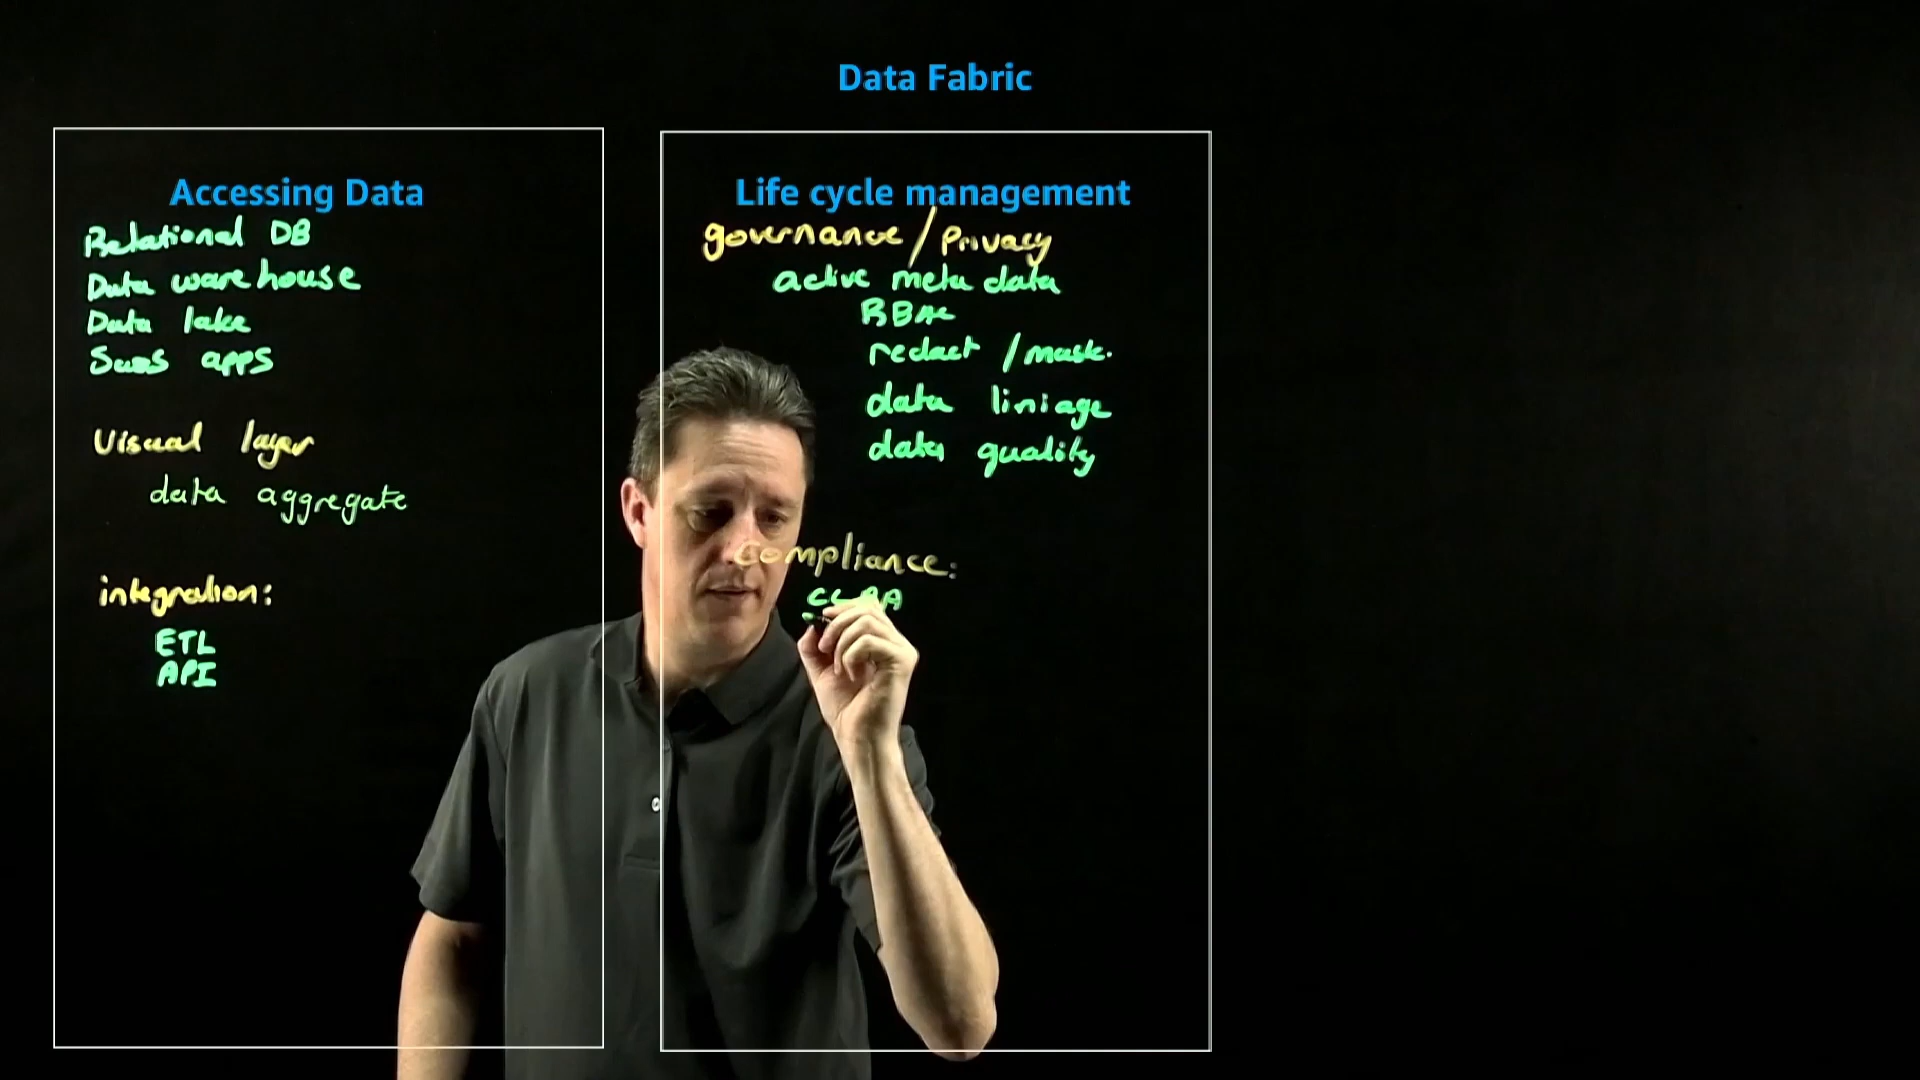 Data Fabric
Accessing Data
Relational DB
Data warehouse
Data lake
SaaS apps
Visual layer
data aggregate
integration:
ETL
API
Life cycle management
governance / Privacy
active meta data
RBAC
redact / mask.
data liniage
data quality
compliance: